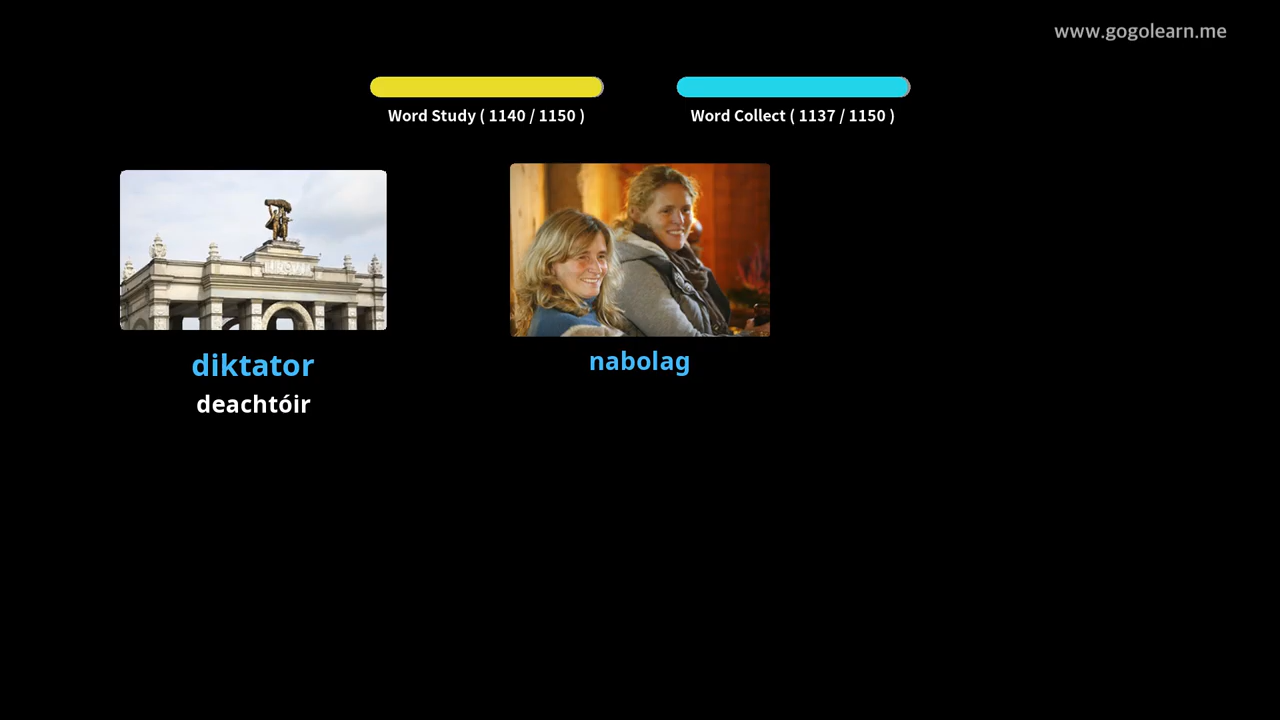 www.gogolearn.me
Word Study ( 1140 / 1150 )
Word Collect ( 1137 / 1150 )
diktator
deachtóir
nabolag